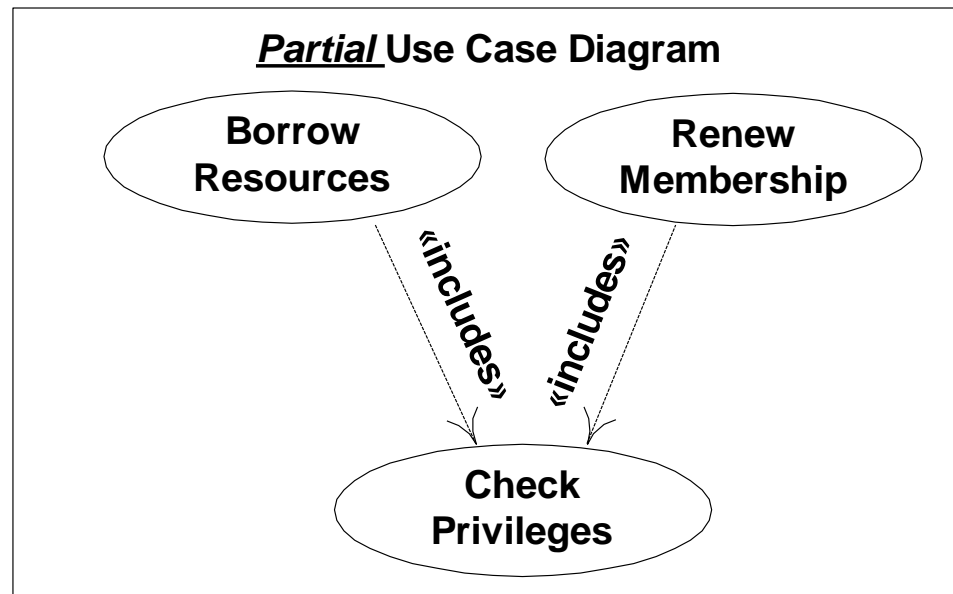 Partial Use Case Diagram
Borrow
Resources
Renew
Membership
«includes»
«includes»
Check
Privileges